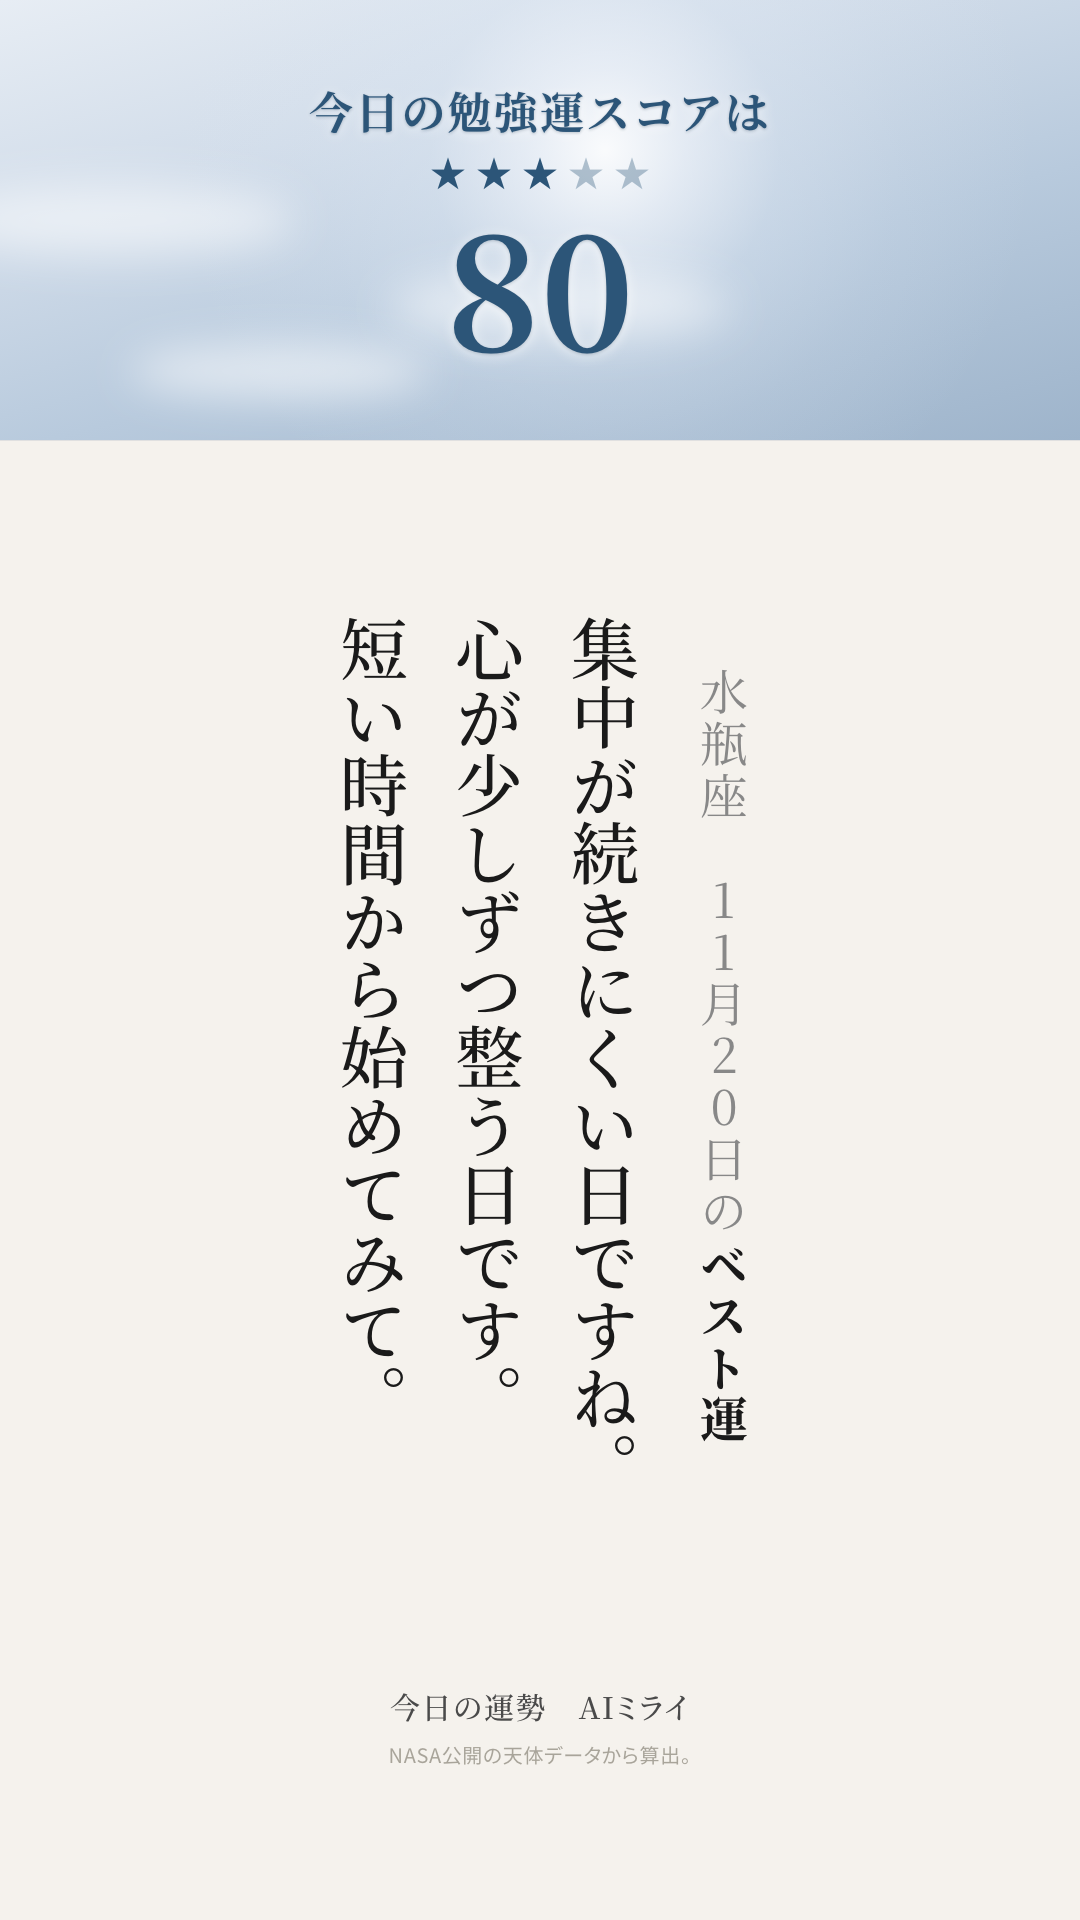 今日の勉強運スコアは
★★★★★
80
水瓶座　11月20日のベスト運
集中が続きにくい日ですね。
心が少しずつ整う日です。
短い時間から始めてみて。
今日の運勢　AIミライ
NASA公開の天体データから算出。